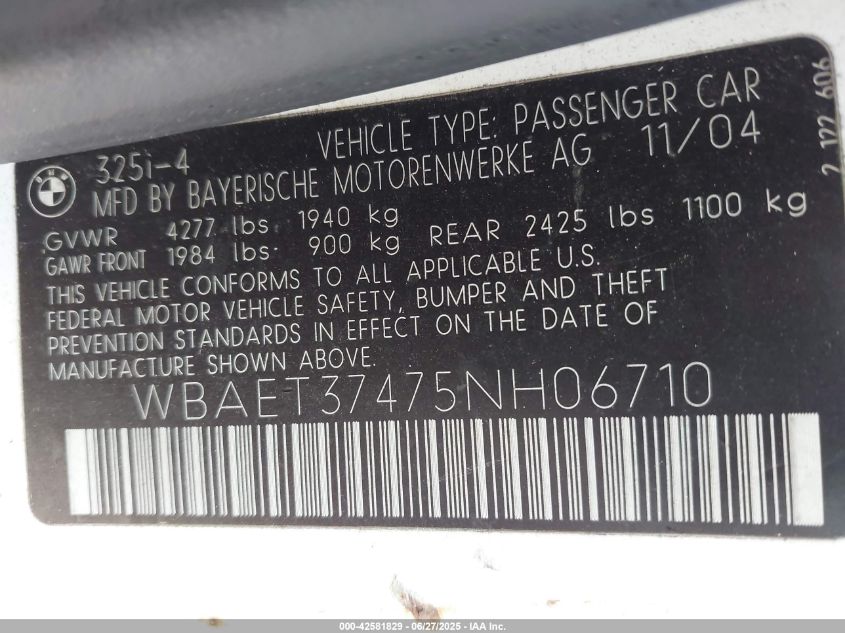 BMW 325i-4 VEHICLE TYPE: PASSENGER CAR
MFD BY BAYERISCHE MOTORENWERKE AG 11/04
GVWR 4277 lbs 1940 kg
GAWR FRONT 1984 lbs 900 kg REAR 2425 lbs 1100 kg
THIS VEHICLE CONFORMS TO ALL APPLICABLE U.S.
FEDERAL MOTOR VEHICLE SAFETY, BUMPER AND THEFT
PREVENTION STANDARDS IN EFFECT ON THE DATE OF
MANUFACTURE SHOWN ABOVE.
WBAET37475NH06710
2 122 606
000-42581829 - 06/27/2025 - IAA Inc.